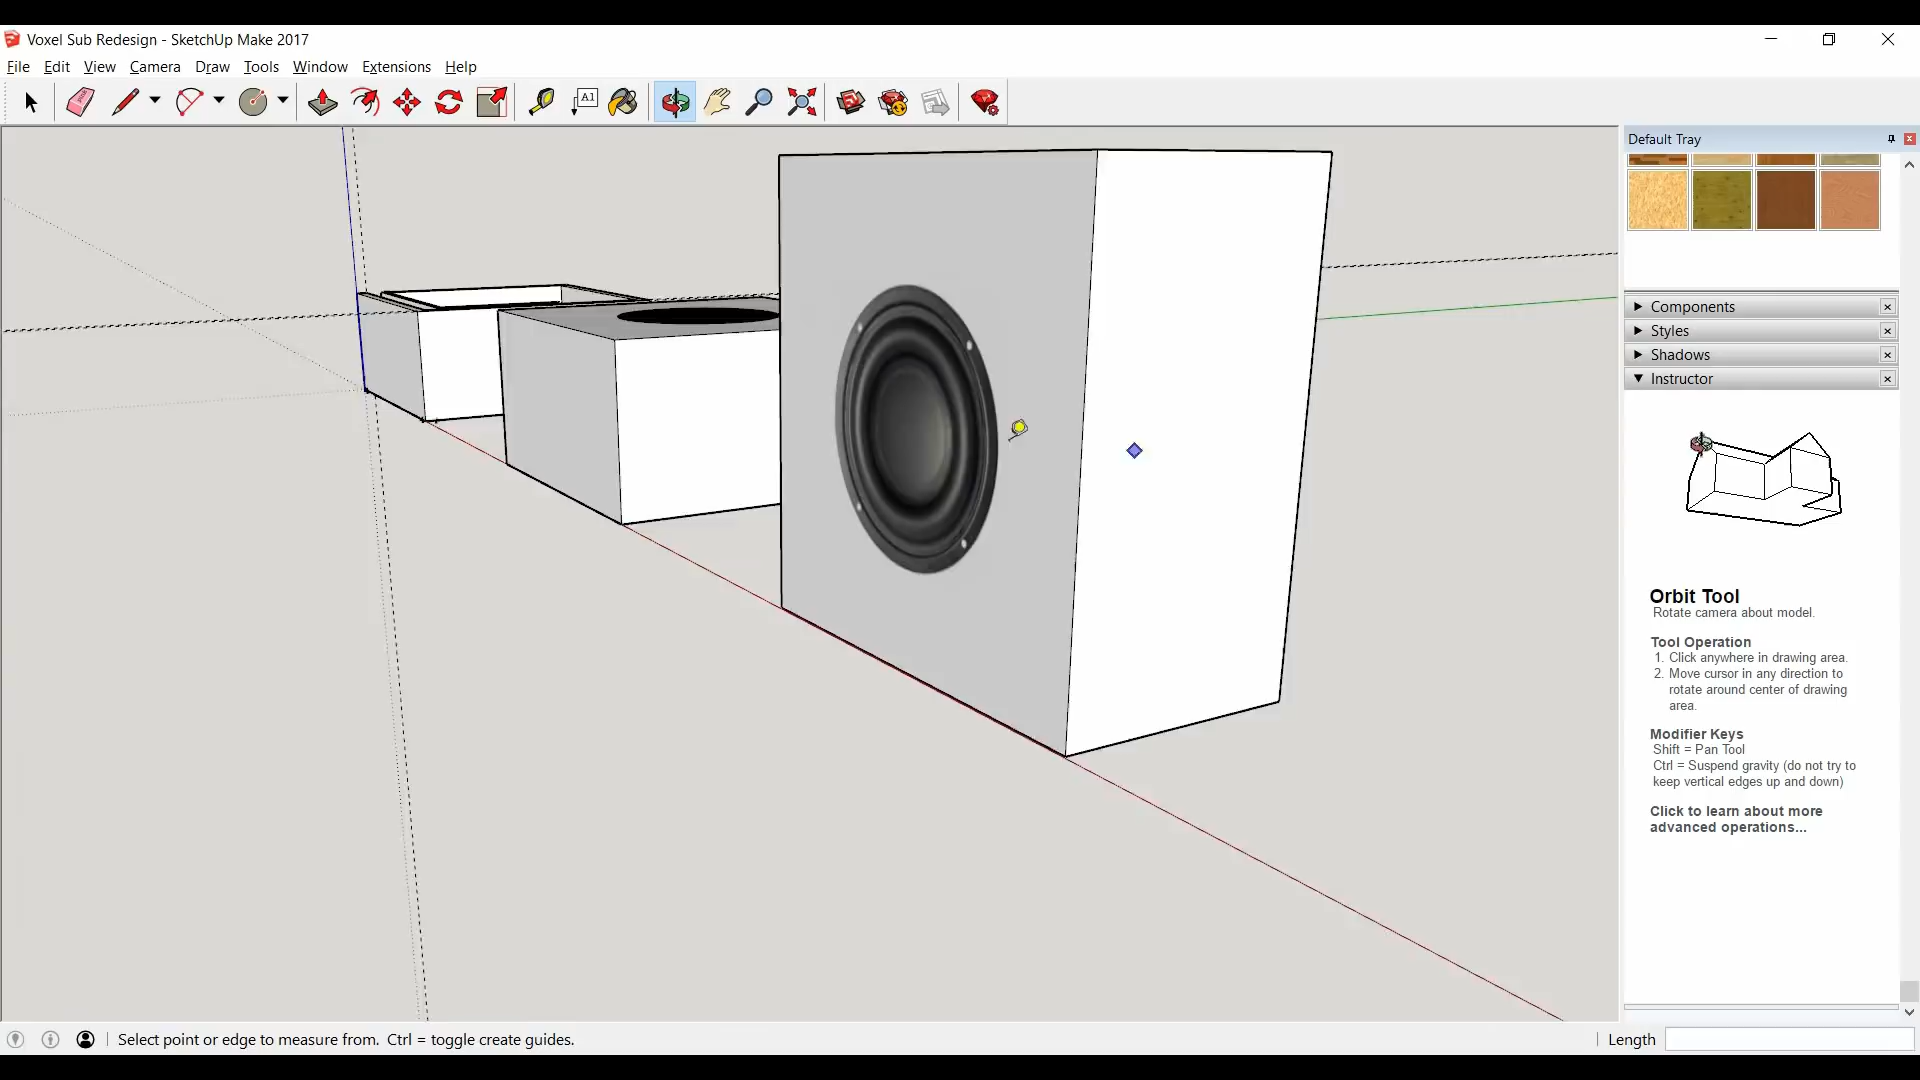 Voxel Sub Redesign - SketchUp Make 2017
File Edit View Camera Draw Tools Window Extensions Help
A1
Default Tray
Components
Styles
Shadows
Instructor
Orbit Tool
Rotate camera about model.
Tool Operation
1. Click anywhere in drawing area.
2. Move cursor in any direction to
rotate around center of drawing
area.
Modifier Keys
Shift = Pan Tool
Ctrl = Suspend gravity (do not try to
keep vertical edges up and down)
Click to learn about more
advanced operations...
Select point or edge to measure from. Ctrl = toggle create guides.
Length